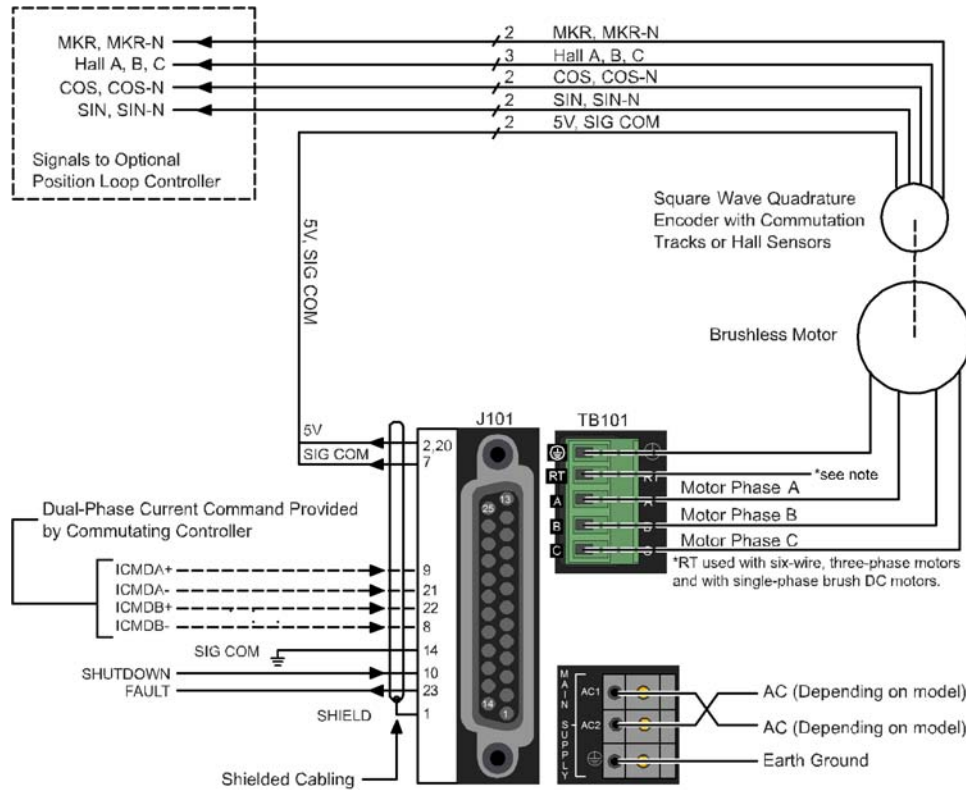 MKR, MKR-N
Hall A, B, C
COS, COS-N
SIN, SIN-N
Signals to Optional
Position Loop Controller
2 MKR, MKR-N
3 Hall A, B, C
2 COS, COS-N
2 SIN, SIN-N
2 5V, SIG COM
5V, SIG COM
Square Wave Quadrature
Encoder with Commutation
Tracks or Hall Sensors
Brushless Motor
J101
TB101
5V
2,20
SIG COM
7
RT
RT
*see note
A
Motor Phase A
A
B
Motor Phase B
B
C
Motor Phase C
C
*RT used with six-wire, three-phase motors
and with single-phase brush DC motors.
Dual-Phase Current Command Provided
by Commutating Controller
ICMDA+
9
ICMDA-
21
ICMDB+
22
ICMDB-
8
SIG COM
14
SHUTDOWN
10
FAULT
23
SHIELD
1
Shielded Cabling
13
25
14
1
MAIN SUPPLY
AC1
AC2
AC (Depending on model)
AC (Depending on model)
Earth Ground